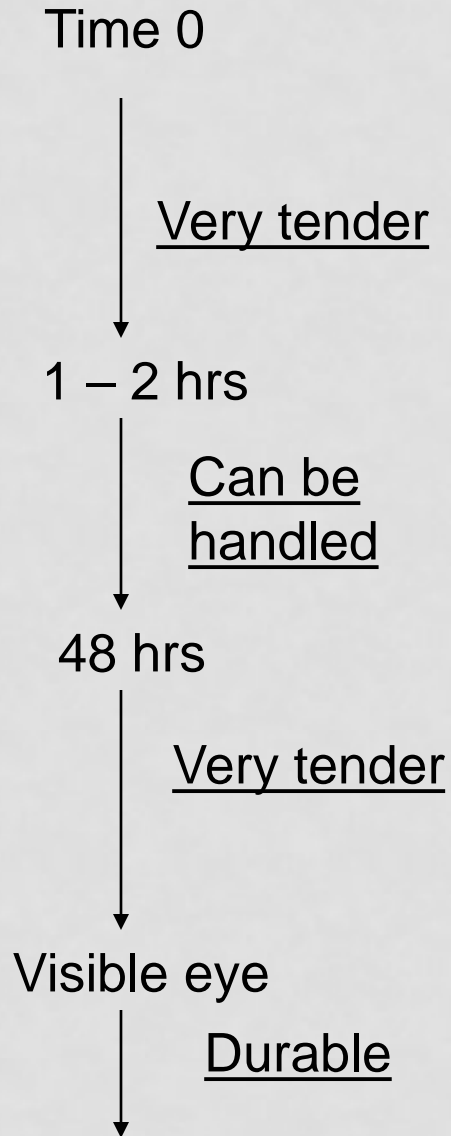 Time 0
Very tender
1 – 2 hrs
Can be
handled
48 hrs
Very tender
Visible eye
Durable